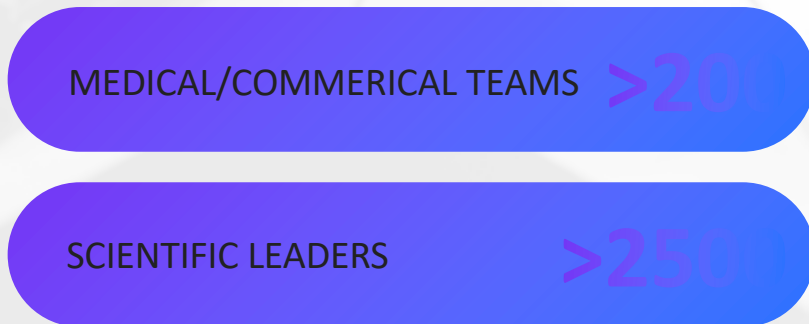 MEDICAL/COMMERICAL TEAMS >200
SCIENTIFIC LEADERS >2500